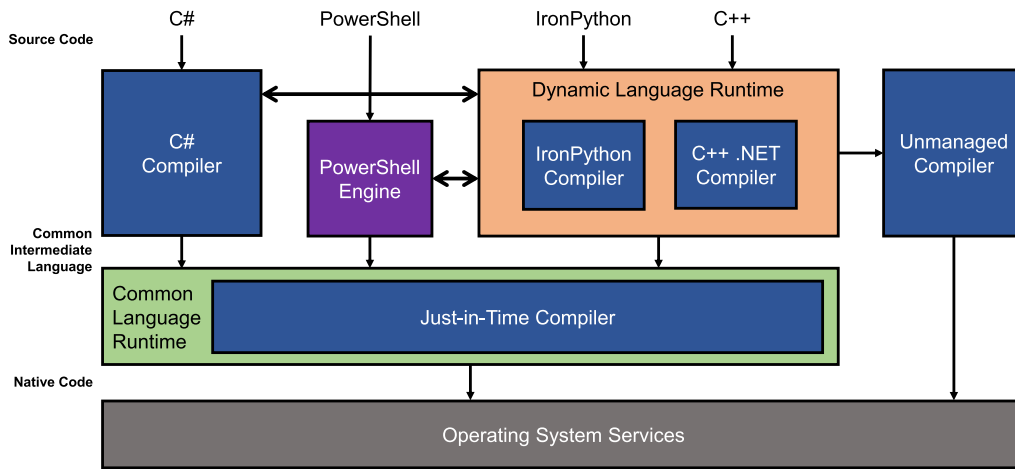 C#
PowerShell
IronPython
C++
Source Code
Dynamic Language Runtime
C#
Compiler
PowerShell
Engine
IronPython
Compiler
C++ .NET
Compiler
Unmanaged
Compiler
Common
Intermediate
Language
Common
Language
Runtime
Just-in-Time Compiler
Native Code
Operating System Services